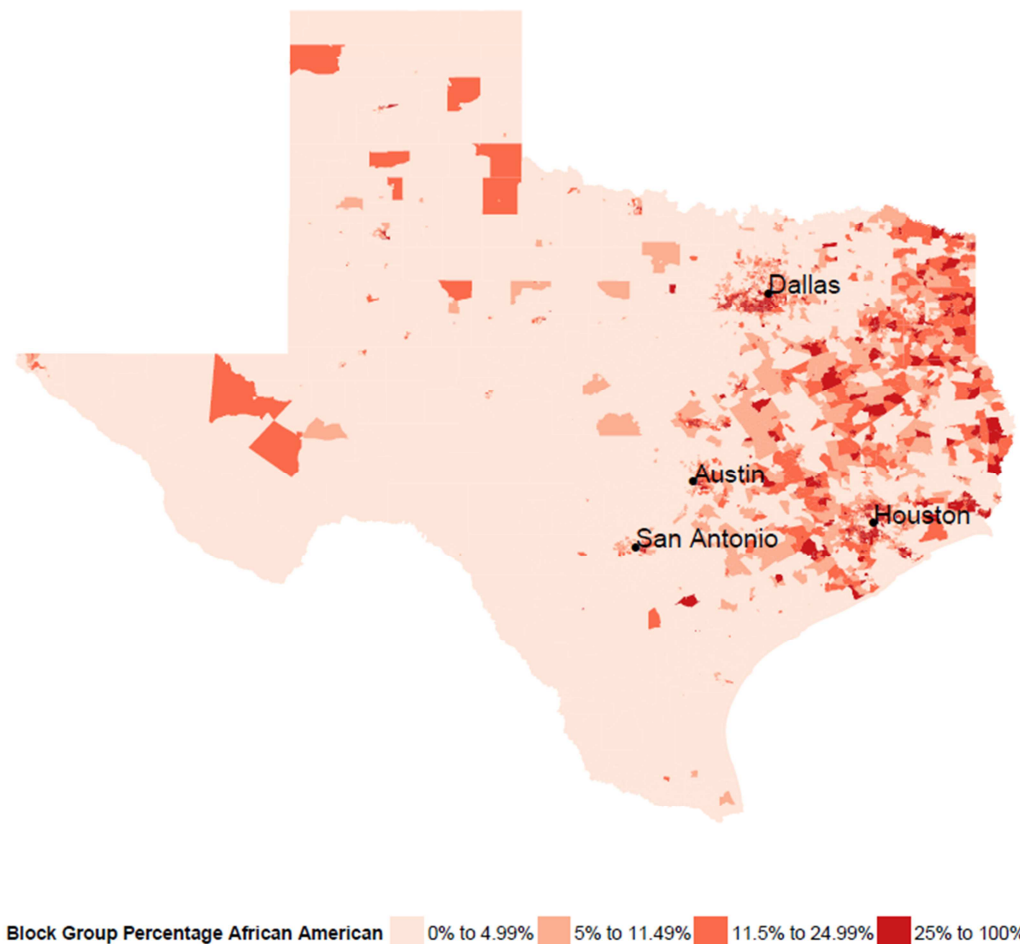 Dallas
Austin
Houston
San Antonio
Block Group Percentage African American 0% to 4.99% 5% to 11.49% 11.5% to 24.99% 25% to 100%